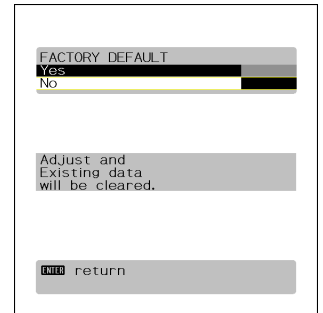 FACTORY DEFAULT
Yes
No
Adjust and
Existing data
will be cleared.
ENTER return